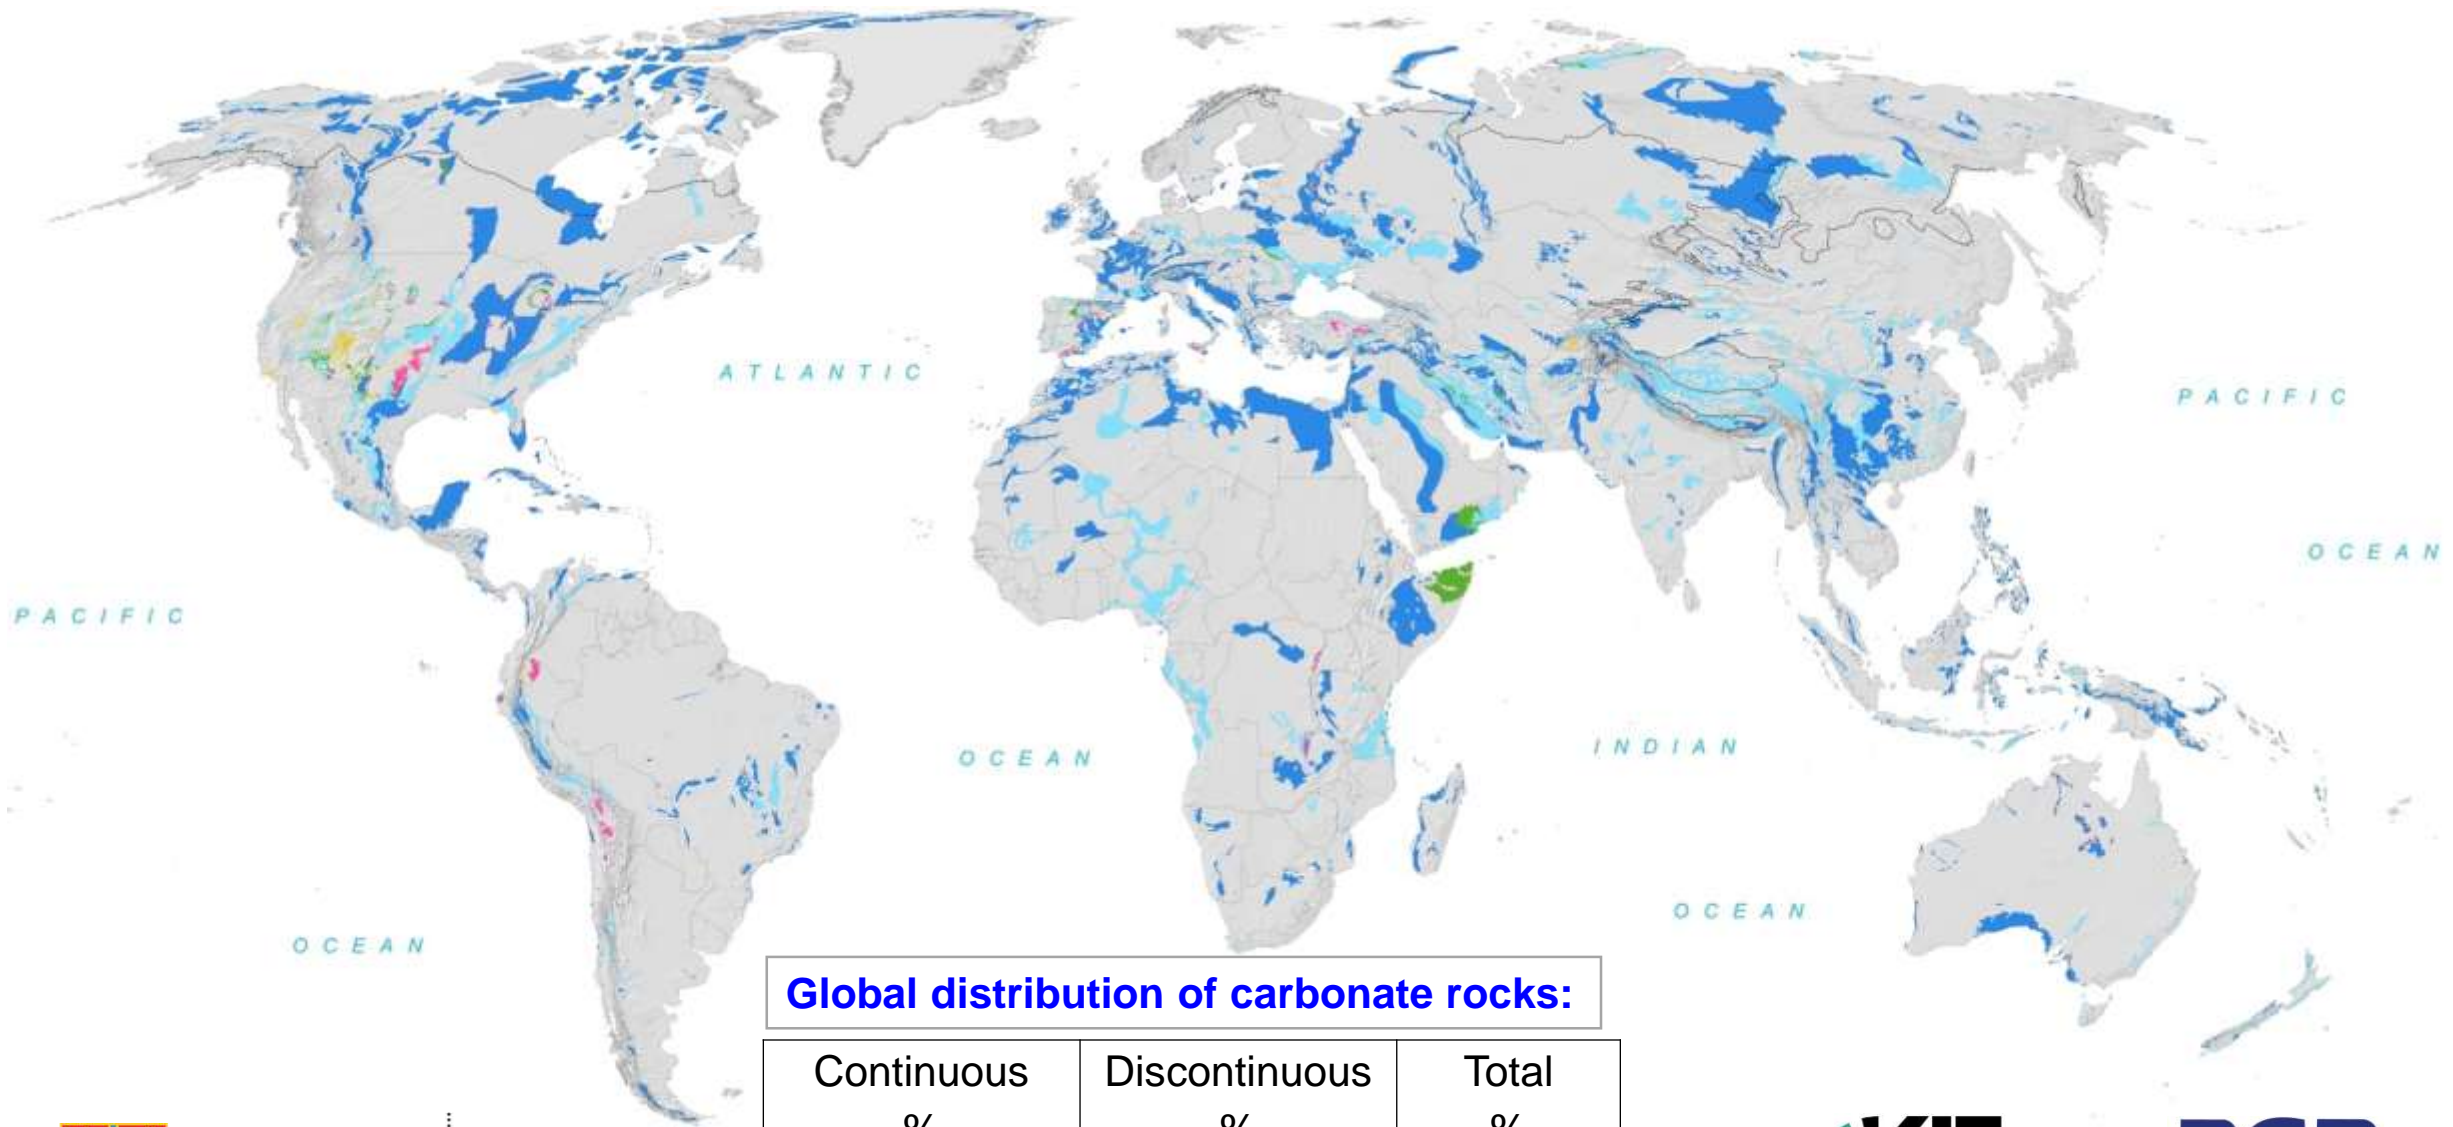 ATLANTIC
PACIFIC
OCEAN
PACIFIC
OCEAN
INDIAN
OCEAN
OCEAN
Global distribution of carbonate rocks:
Continuous Discontinuous Total
% % %